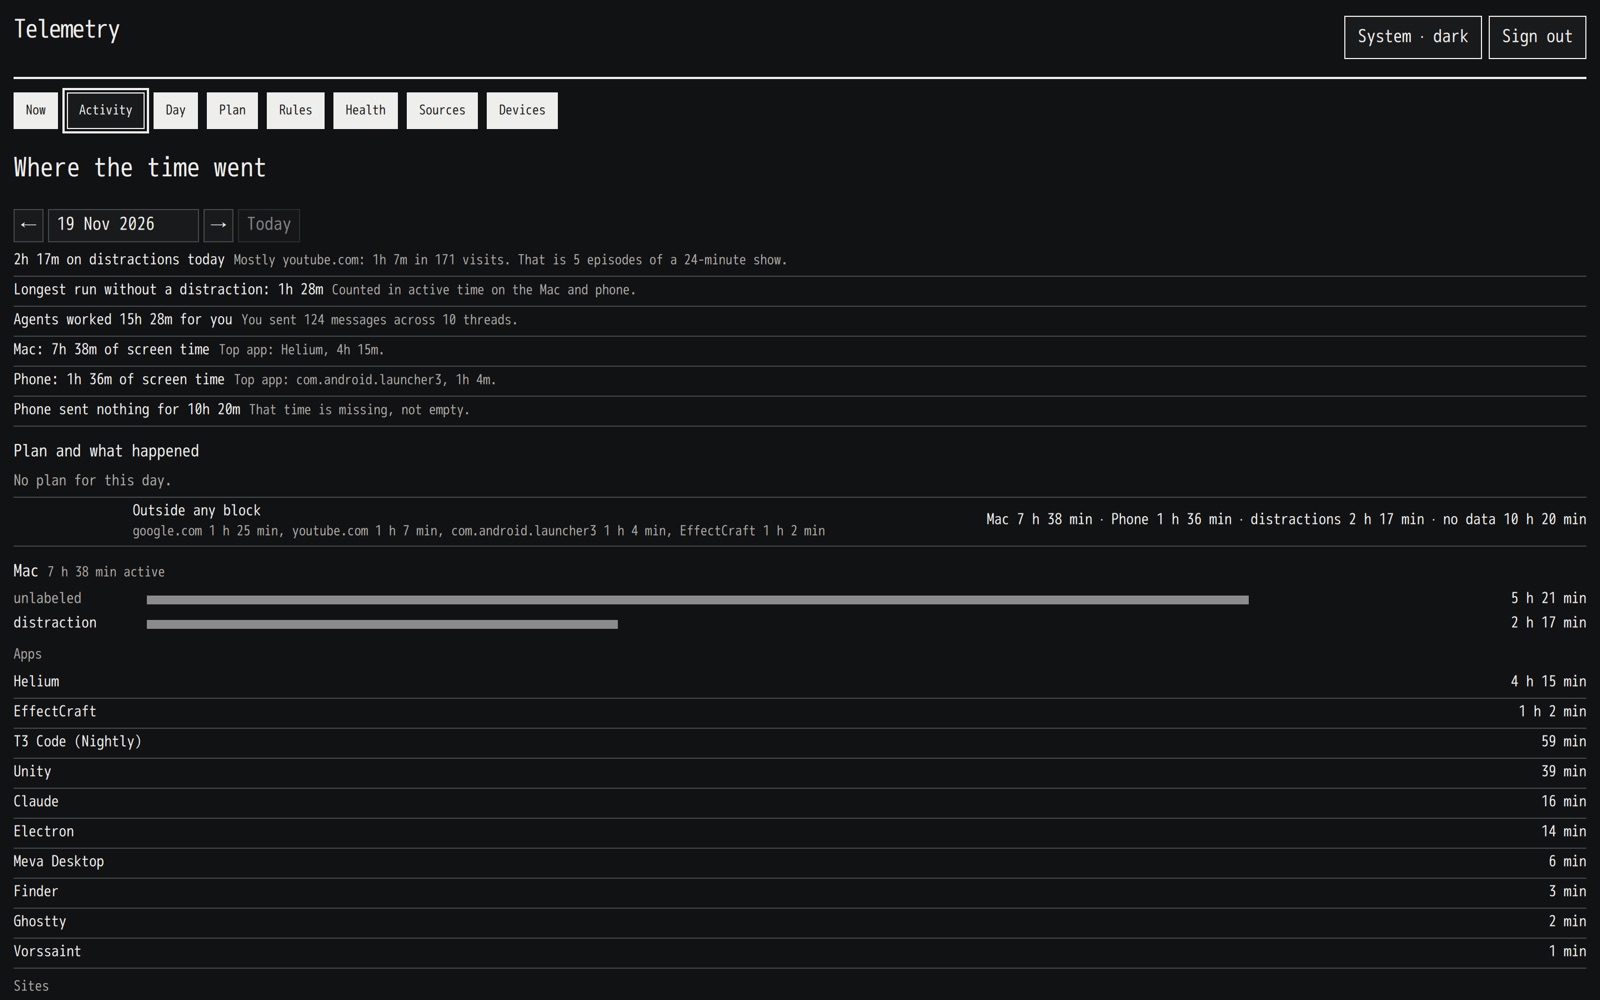 Telemetry
System · dark
Sign out
Now
Activity
Day
Plan
Rules
Health
Sources
Devices
Where the time went
←
19 Nov 2026
→
Today
2h 17m on distractions today Mostly youtube.com: 1h 7m in 171 visits. That is 5 episodes of a 24-minute show.
Longest run without a distraction: 1h 28m Counted in active time on the Mac and phone.
Agents worked 15h 28m for you You sent 124 messages across 10 threads.
Mac: 7h 38m of screen time Top app: Helium, 4h 15m.
Phone: 1h 36m of screen time Top app: com.android.launcher3, 1h 4m.
Phone sent nothing for 10h 20m That time is missing, not empty.
Plan and what happened
No plan for this day.
Outside any block
google.com 1 h 25 min, youtube.com 1 h 7 min, com.android.launcher3 1 h 4 min, EffectCraft 1 h 2 min
Mac 7 h 38 min · Phone 1 h 36 min · distractions 2 h 17 min · no data 10 h 20 min
Mac 7 h 38 min active
unlabeled 5 h 21 min
distraction 2 h 17 min
Apps
Helium 4 h 15 min
EffectCraft 1 h 2 min
T3 Code (Nightly) 59 min
Unity 39 min
Claude 16 min
Electron 14 min
Meva Desktop 6 min
Finder 3 min
Ghostty 2 min
Vorssaint 1 min
Sites